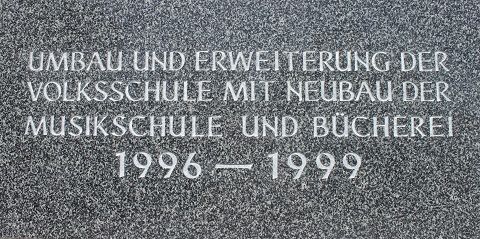 UMBAU UND ERWEITERUNG DER
VOLKSSCHULE MIT NEUBAU DER
MUSIKSCHULE UND BÜCHEREI
1996 — 1999